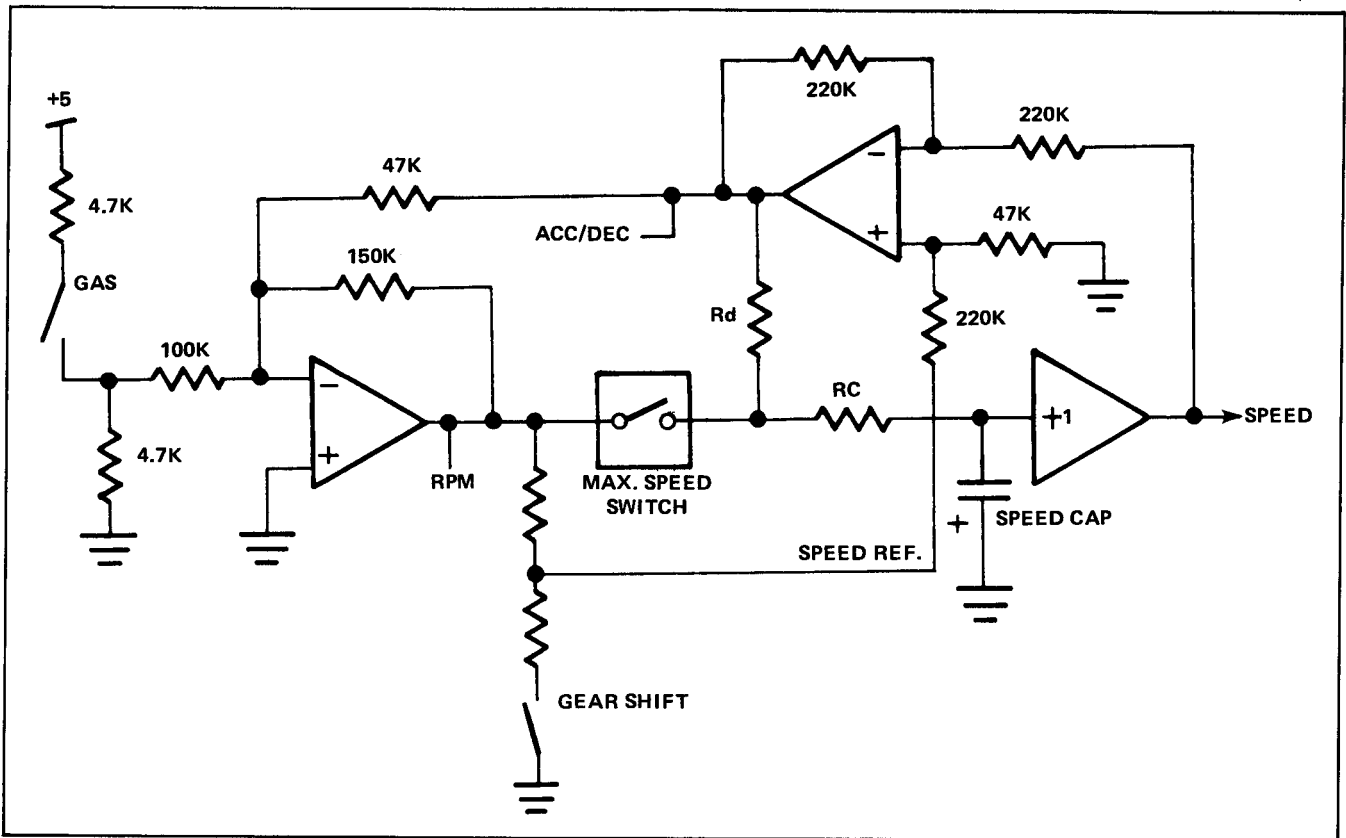 220K
+5
220K
47K
4.7K
−
47K
ACC/DEC
+
150K
GAS
Rd
220K
100K
RC
−
+1
SPEED
4.7K
+
RPM
MAX. SPEED
SWITCH
+
SPEED CAP
SPEED REF.
GEAR SHIFT